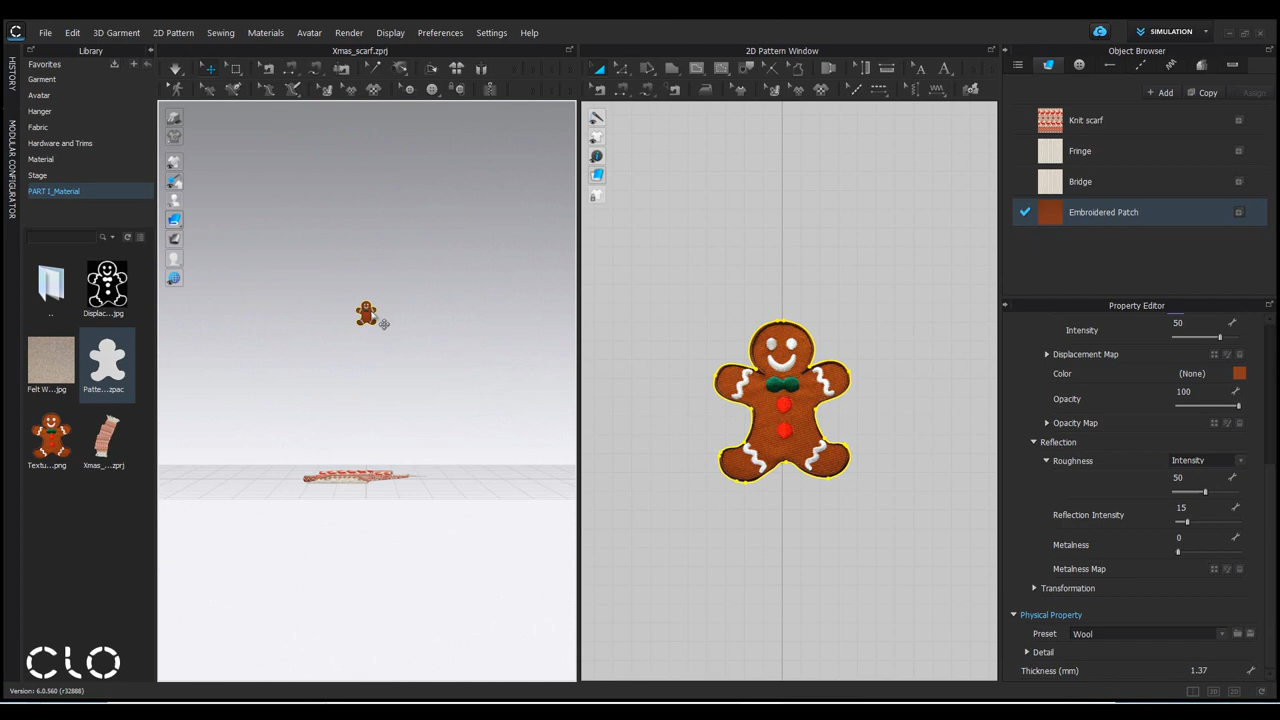 File Edit 3D Garment 2D Pattern Sewing Materials Avatar Render Display Preferences Settings Help SIMULATION
Library Xmas_scarf.zprj 2D Pattern Window Object Browser
HISTORY
MODULAR CONFIGURATOR
Favorites
Garment
Avatar
Hanger
Fabric
Hardware and Trims
Material
Stage
PART I_Material
Displac...jpg
Felt W...jpg Patte...zpac
Textu...png Xmas_...zprj
CLO
Version: 6.0.560 (r32888)
Add Copy Assign
Knit scarf
Fringe
Bridge
Embroidered Patch
Property Editor
Intensity 50
Displacement Map
Color (None)
Opacity 100
Opacity Map
Reflection
Roughness Intensity
50
Reflection Intensity 15
Metalness 0
Metalness Map
Transformation
Physical Property
Preset Wool
Detail
Thickness (mm) 1.37
3D 2D